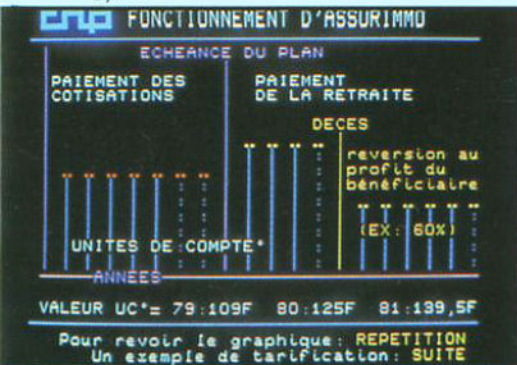 cnp FONCTIONNEMENT D'ASSURIMMO
ECHEANCE DU PLAN
PAIEMENT DES
COTISATIONS
PAIEMENT
DE LA RETRAITE
DECES
reversion au
profit du
bénéficiaire
(EX: 60%)
UNITES DE COMPTE*
ANNEES
VALEUR UC*= 79:109F 80:125F 81:139,5F
Pour revoir le graphique: REPETITION
Un exemple de tarification: SUITE